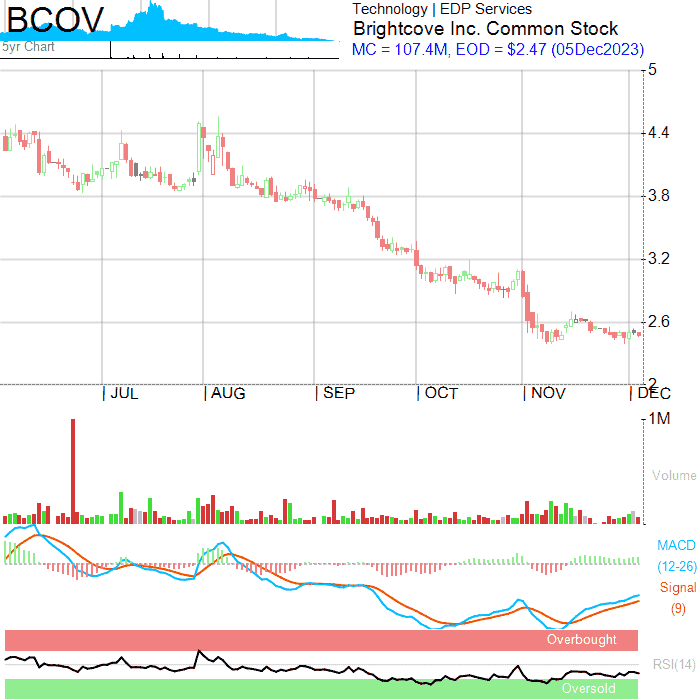 BCOV
5yr Chart
Technology | EDP Services
Brightcove Inc. Common Stock
MC = 107.4M, EOD = $2.47 (05Dec2023)
5
4.4
3.8
3.2
2.6
2
| JUL | AUG | SEP | OCT | NOV | DEC
1M
Volume
MACD
(12-26)
Signal
(9)
Overbought
RSI(14)
Oversold